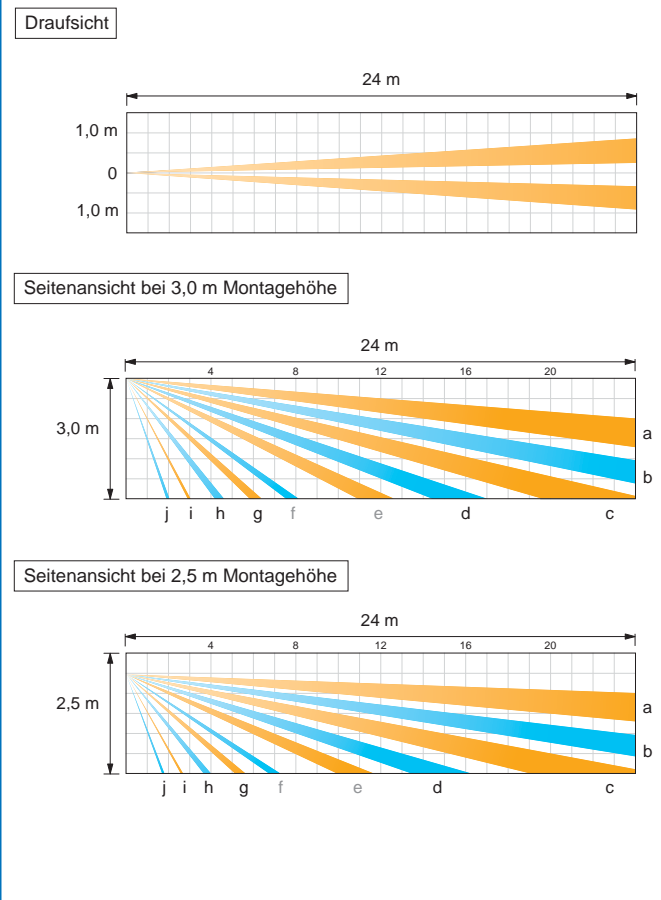 Draufsicht
24 m
1,0 m
0
1,0 m
Seitenansicht bei 3,0 m Montagehöhe
24 m
4 8 12 16 20
3,0 m
a
b
j i h g f e d c
Seitenansicht bei 2,5 m Montagehöhe
24 m
4 8 12 16 20
2,5 m
a
b
j i h g f e d c